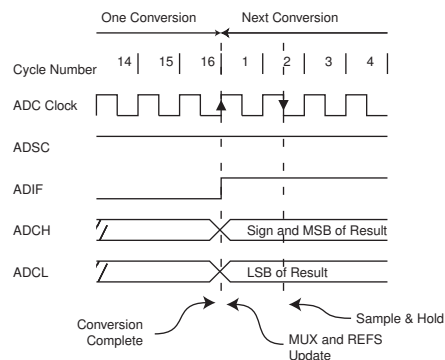 One Conversion
Next Conversion
Cycle Number
14 15 16 1 2 3 4
ADC Clock
ADSC
ADIF
ADCH
Sign and MSB of Result
ADCL
LSB of Result
Conversion
Complete
MUX and REFS
Update
Sample & Hold